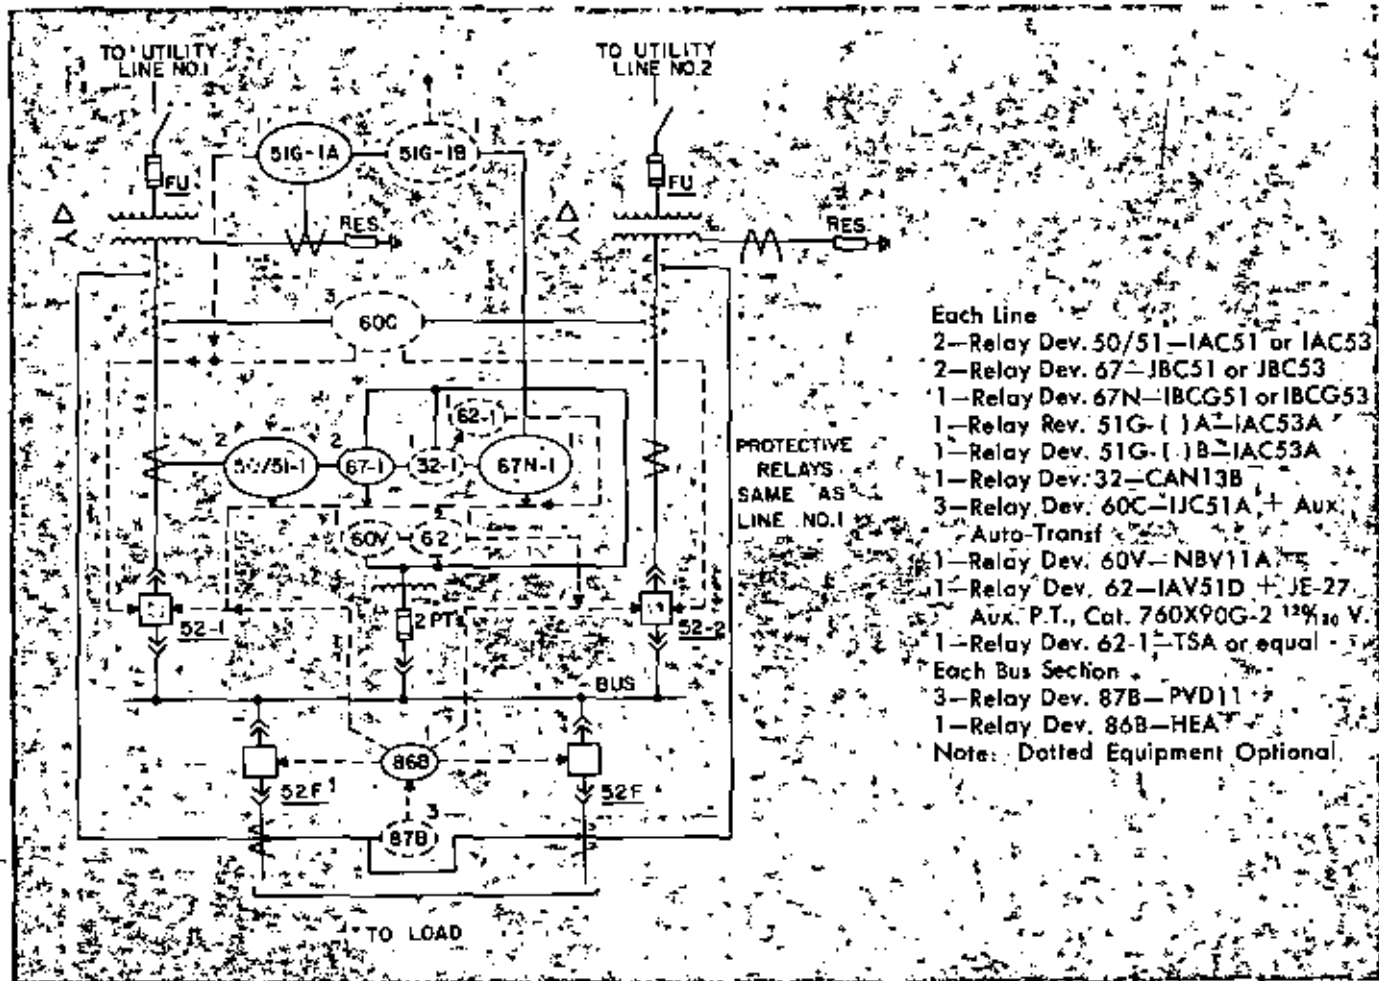 TO UTILITY
LINE NO.1
TO UTILITY
LINE NO.2
51G-1A
51G-1B
FU
FU
RES.
RES.
3
60C
62-1
2
50/51-1
2
67-1
32-1
67N-1
PROTECTIVE
RELAYS
SAME AS
LINE NO.1
60V
62
52-1
2 PT
52-2
BUS
1
86B
52F
52F
3
87B
TO LOAD
Each Line
2—Relay Dev. 50/51—IAC51 or IAC53
2—Relay Dev. 67—JBC51 or JBC53
1—Relay Dev. 67N—IBCG51 or IBCG53
1—Relay Rev. 51G-( )A—IAC53A
1—Relay Dev. 51G-( )B—IAC53A
1—Relay Dev. 32—CAN13B
3—Relay Dev. 60C—IJC51A + Aux.
Auto-Transf
1—Relay Dev. 60V—NBV11A
1—Relay Dev. 62—IAV51D + JE-27
Aux. P.T., Cat. 760X90G-2 V.
1—Relay Dev. 62-1—TSA or equal
Each Bus Section
3—Relay Dev. 87B—PVD11
1—Relay Dev. 86B—HEA
Note: Dotted Equipment Optional